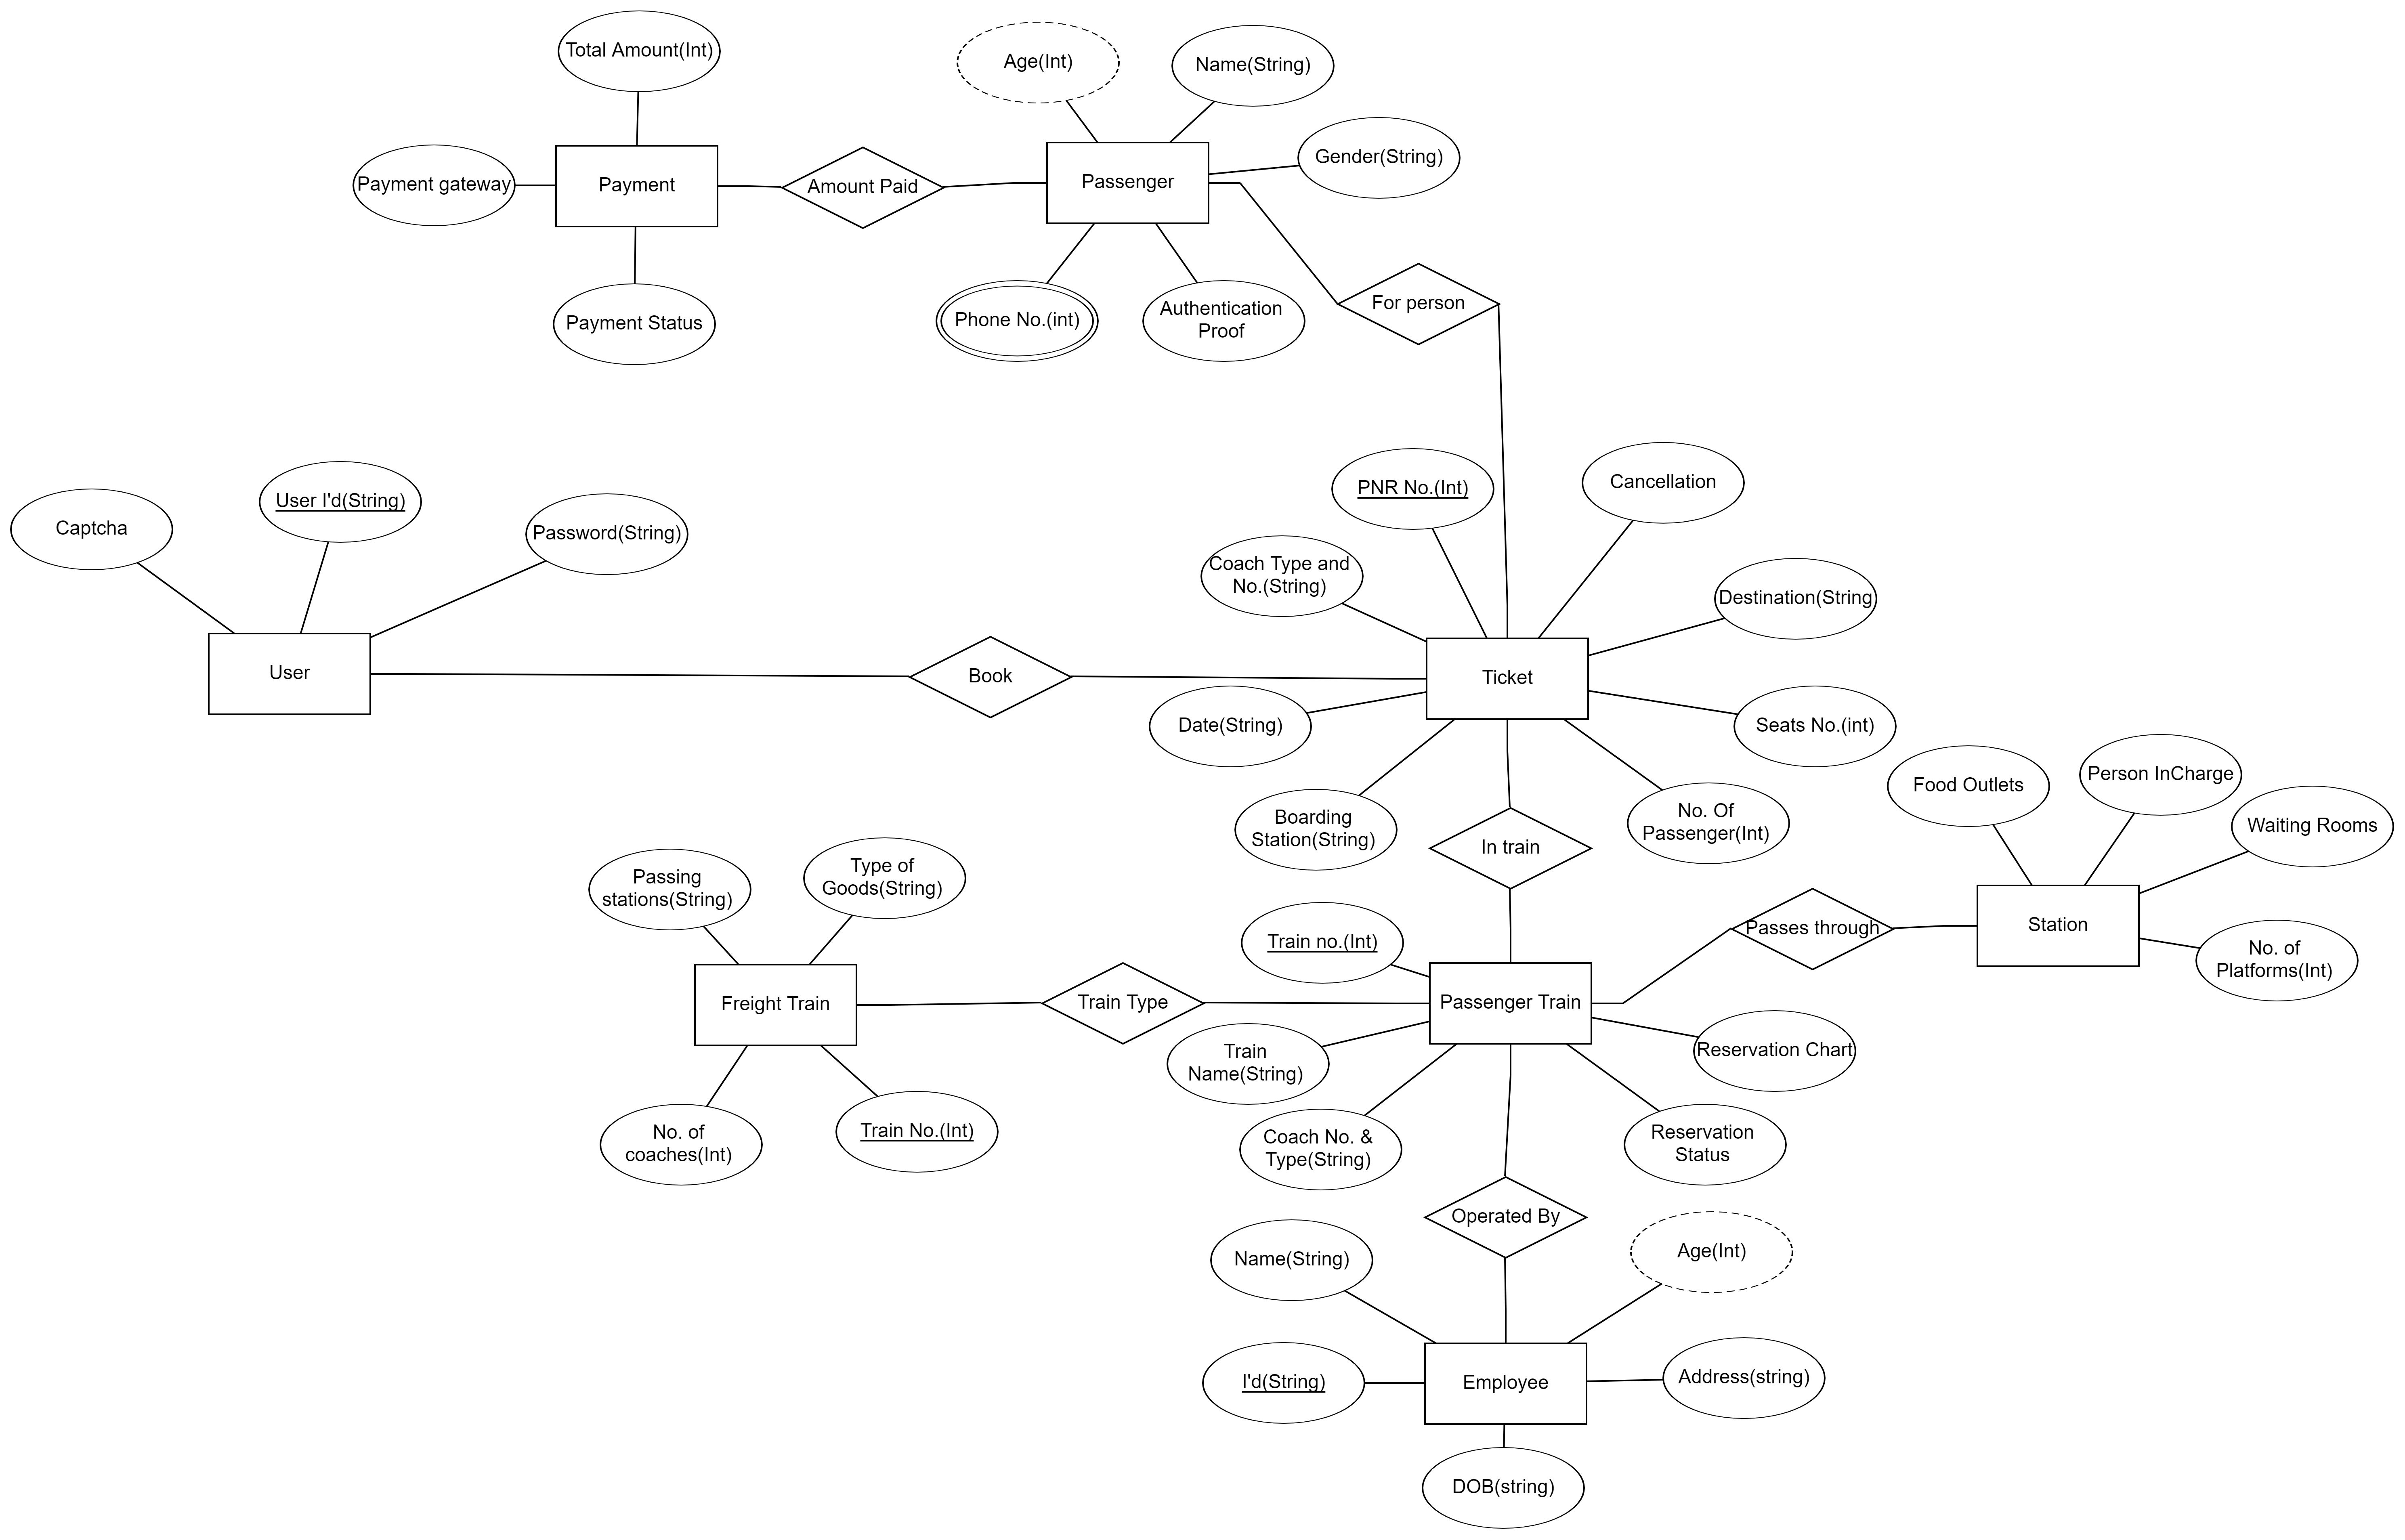 Total Amount(Int)
Age(Int)
Name(String)
Gender(String)
Payment gateway
Payment
Amount Paid
Passenger
For person
Payment Status
Phone No.(int)
Authentication
Proof
Captcha
User I'd(String)
Password(String)
PNR No.(Int)
Cancellation
Coach Type and
No.(String)
Destination(String
User
Book
Ticket
Date(String)
Seats No.(int)
Boarding
Station(String)
No. Of
Passenger(Int)
In train
Food Outlets
Person InCharge
Waiting Rooms
Passing
stations(String)
Type of
Goods(String)
Train no.(Int)
Passes through
Station
No. of
Platforms(Int)
Freight Train
Train Type
Passenger Train
Train
Name(String)
Reservation Chart
No. of
coaches(Int)
Train No.(Int)
Coach No. &
Type(String)
Reservation
Status
Operated By
Name(String)
Age(Int)
I'd(String)
Employee
Address(string)
DOB(string)